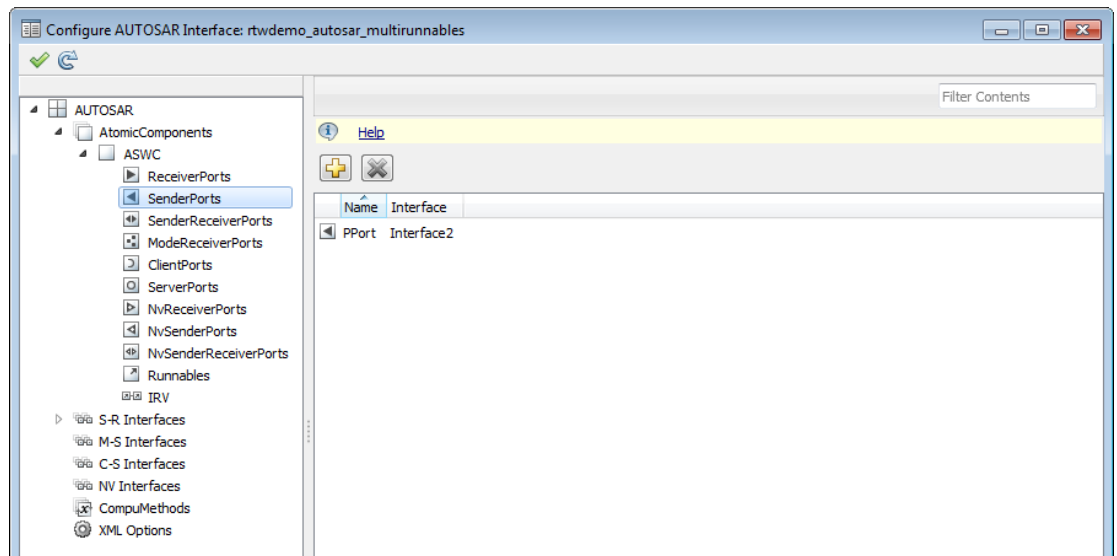 Configure AUTOSAR Interface: rtwdemo_autosar_multirunnables
Filter Contents
AUTOSAR
AtomicComponents
ASWC
ReceiverPorts
SenderPorts
SenderReceiverPorts
ModeReceiverPorts
ClientPorts
ServerPorts
NvReceiverPorts
NvSenderPorts
NvSenderReceiverPorts
Runnables
IRV
S-R Interfaces
M-S Interfaces
C-S Interfaces
NV Interfaces
CompuMethods
XML Options
Help
Name Interface
PPort Interface2